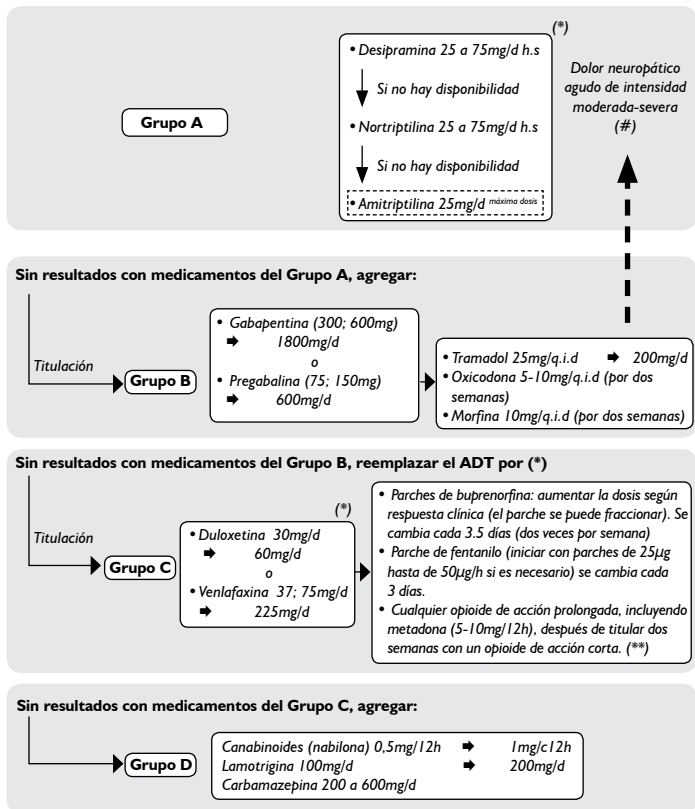 (*)
• Desipramina 25 a 75mg/d h.s
Si no hay disponibilidad
• Nortriptilina 25 a 75mg/d h.s
Si no hay disponibilidad
• Amitriptilina 25mg/d máxima dosis
Grupo A
Dolor neuropático
agudo de intensidad
moderada-severa
(#)
Sin resultados con medicamentos del Grupo A, agregar:
Titulación
Grupo B
• Gabapentina (300; 600mg)
➡ 1800mg/d
o
• Pregabalina (75; 150mg)
➡ 600mg/d
• Tramadol 25mg/q.i.d ➡ 200mg/d
• Oxicodona 5-10mg/q.i.d (por dos
semanas)
• Morfina 10mg/q.i.d (por dos semanas)
Sin resultados con medicamentos del Grupo B, reemplazar el ADT por (*)
Titulación
Grupo C
(*)
• Duloxetina 30mg/d
➡ 60mg/d
o
• Venlafaxina 37; 75mg/d
➡ 225mg/d
• Parches de buprenorfina: aumentar la dosis según
respuesta clínica (el parche se puede fraccionar). Se
cambia cada 3.5 días (dos veces por semana)
• Parche de fentanilo (iniciar con parches de 25µg
hasta de 50µg/h si es necesario) se cambia cada
3 días.
• Cualquier opioide de acción prolongada, incluyendo
metadona (5-10mg/12h), después de titular dos
semanas con un opioide de acción corta. (**)
Sin resultados con medicamentos del Grupo C, agregar:
Grupo D
Canabinoides (nabilona) 0,5mg/12h ➡ 1mg/c12h
Lamotrigina 100mg/d ➡ 200mg/d
Carbamazepina 200 a 600mg/d